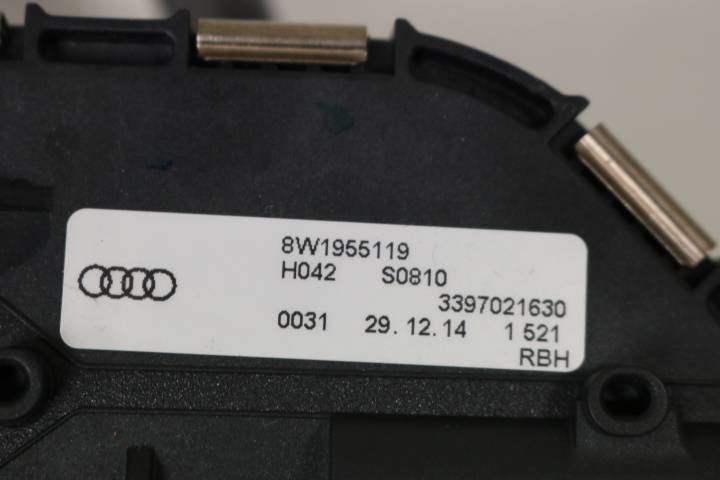 8W1955119
H042 S0810
3397021630
0031 29. 12. 14 1 521
RBH